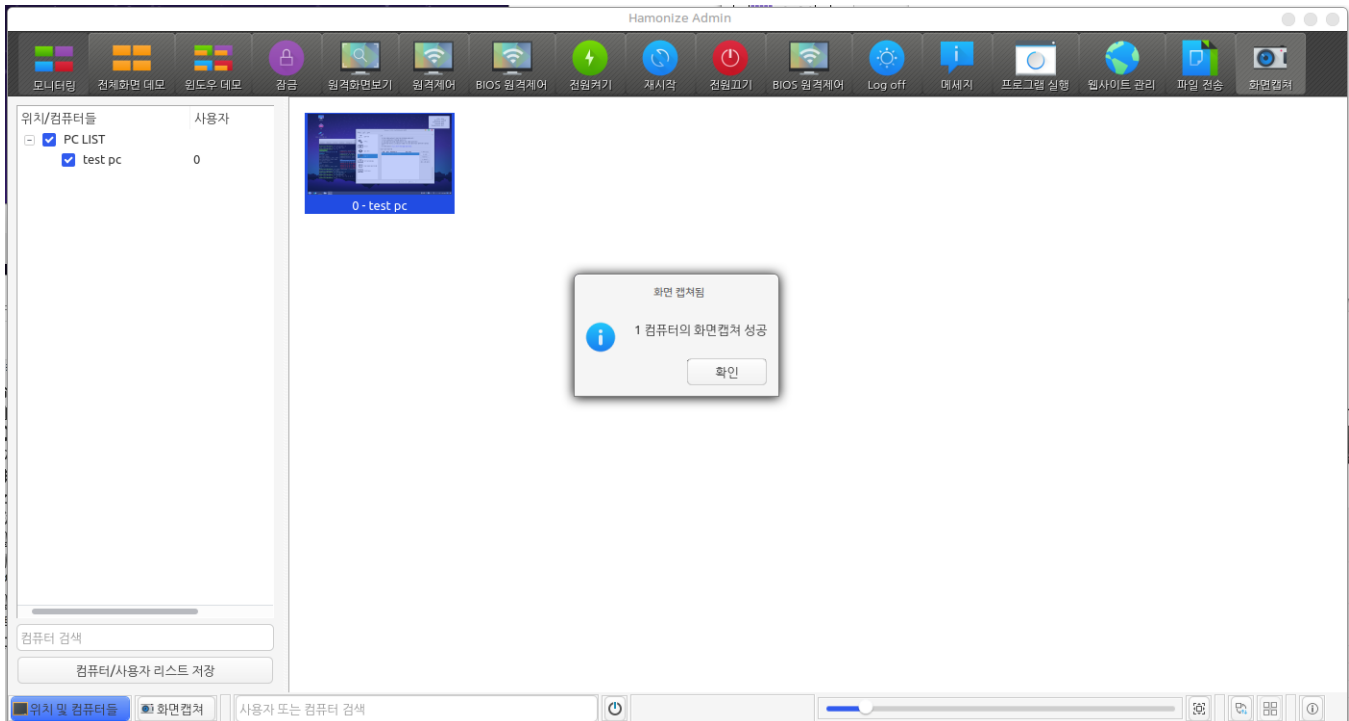 Hamonize Admin
모니터링 전체화면 데모 윈도우 데모 잠금 원격화면보기 원격제어 BIOS 원격제어 전원켜기 재시작 전원끄기 BIOS 원격제어 Log off 메세지 프로그램 실행 웹사이트 관리 파일 전송 화면캡쳐
위치/컴퓨터들 사용자
PC LIST
test pc 0
0 - test pc
화면 캡쳐됨
1 컴퓨터의 화면캡쳐 성공
확인
컴퓨터 검색
컴퓨터/사용자 리스트 저장
위치 및 컴퓨터들 화면캡쳐 사용자 또는 컴퓨터 검색